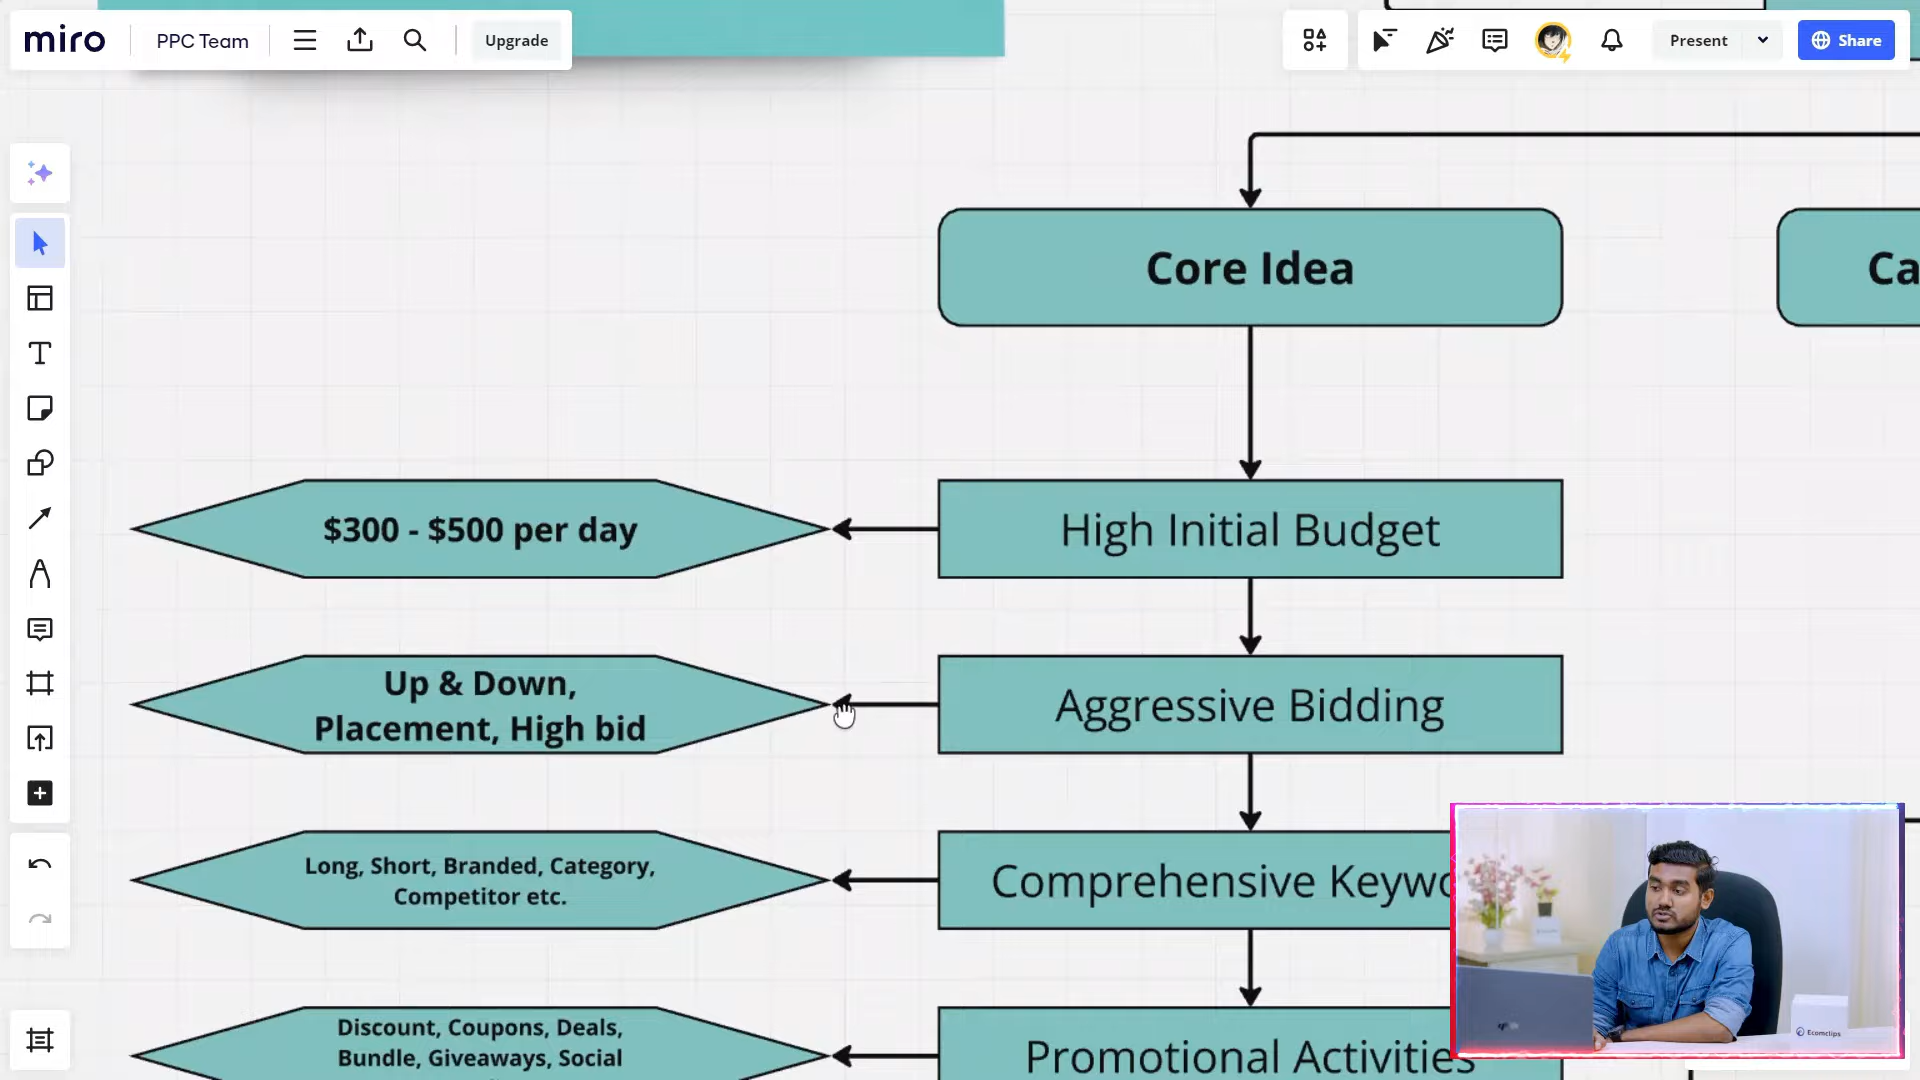 miro
PPC Team
Upgrade
Present
Share
Core Idea
Ca
$300 - $500 per day
High Initial Budget
Up & Down,
Placement, High bid
Aggressive Bidding
Long, Short, Branded, Category,
Competitor etc.
Comprehensive Keywo
Discount, Coupons, Deals,
Bundle, Giveaways, Social
Promotional Activities
Ecomclips